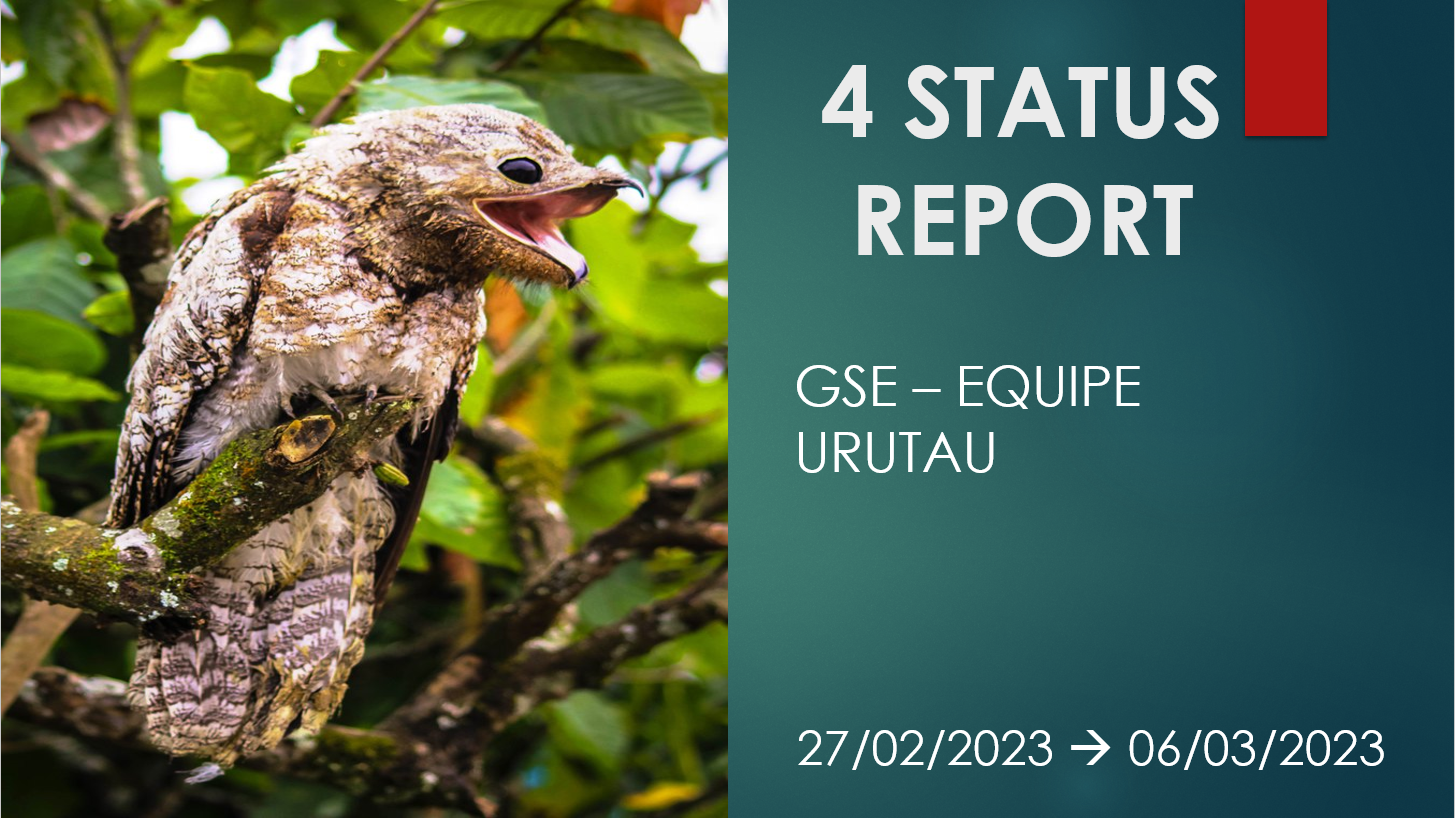 4 STATUS
REPORT
GSE – EQUIPE
URUTAU
27/02/2023 → 06/03/2023